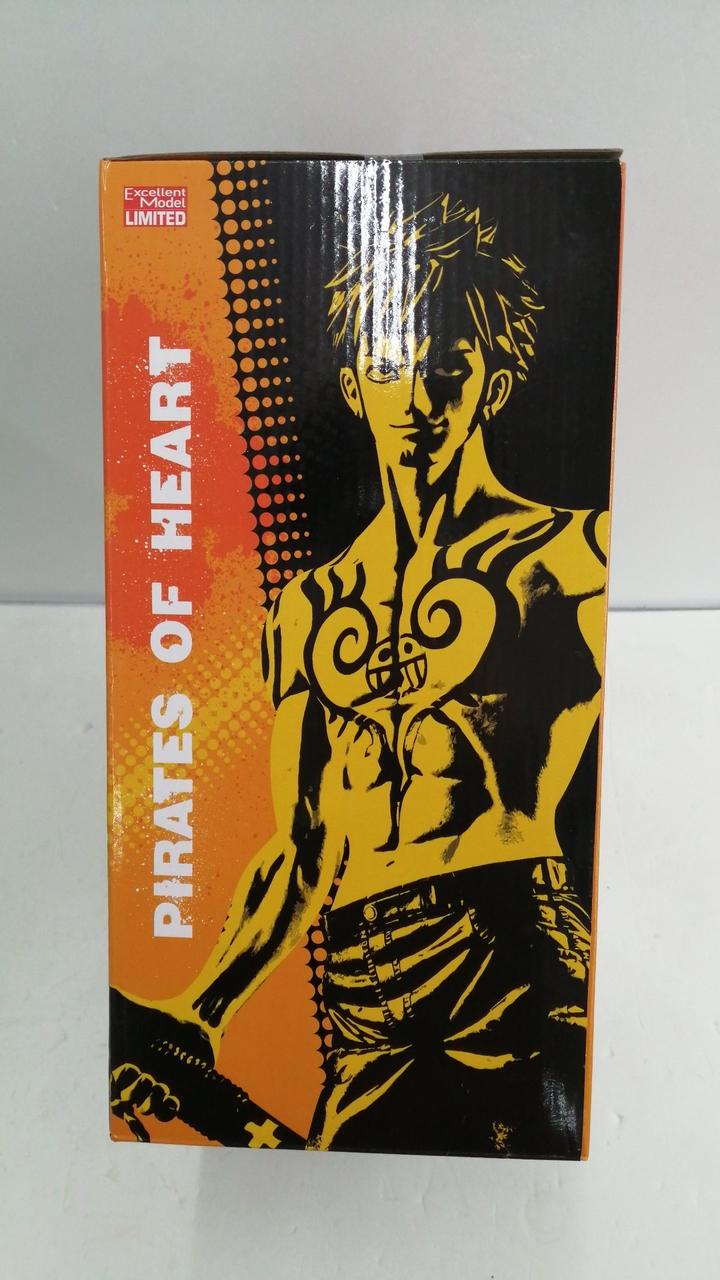 Excellent
Model
LIMITED
PIRATES OF HEART